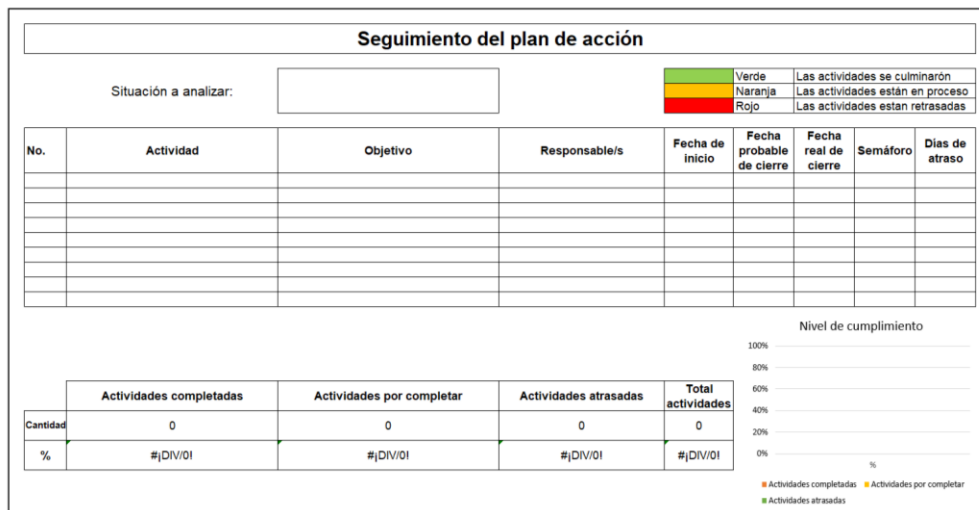 Seguimiento del plan de acción
Situación a analizar:
Verde Las actividades se culminarón
Naranja Las actividades están en proceso
Rojo Las actividades estan retrasadas
No. Actividad Objetivo Responsable/s Fecha de inicio Fecha probable de cierre Fecha real de cierre Semáforo Dias de atraso
Nivel de cumplimiento
100%
80%
60%
40%
20%
0%
%
Actividades completadas Actividades por completar
Actividades atrasadas
Actividades completadas Actividades por completar Actividades atrasadas Total actividades
Cantidad 0 0 0 0
% #¡DIV/0! #¡DIV/0! #¡DIV/0! #¡DIV/0!